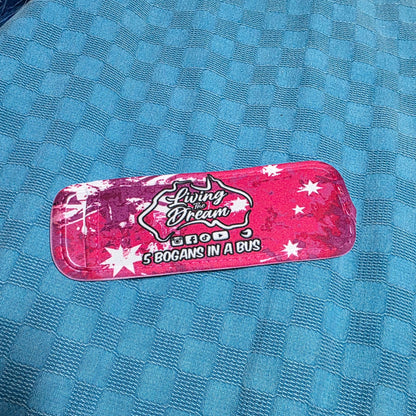 Living
The
Dream
5 BOGANS IN A BUS